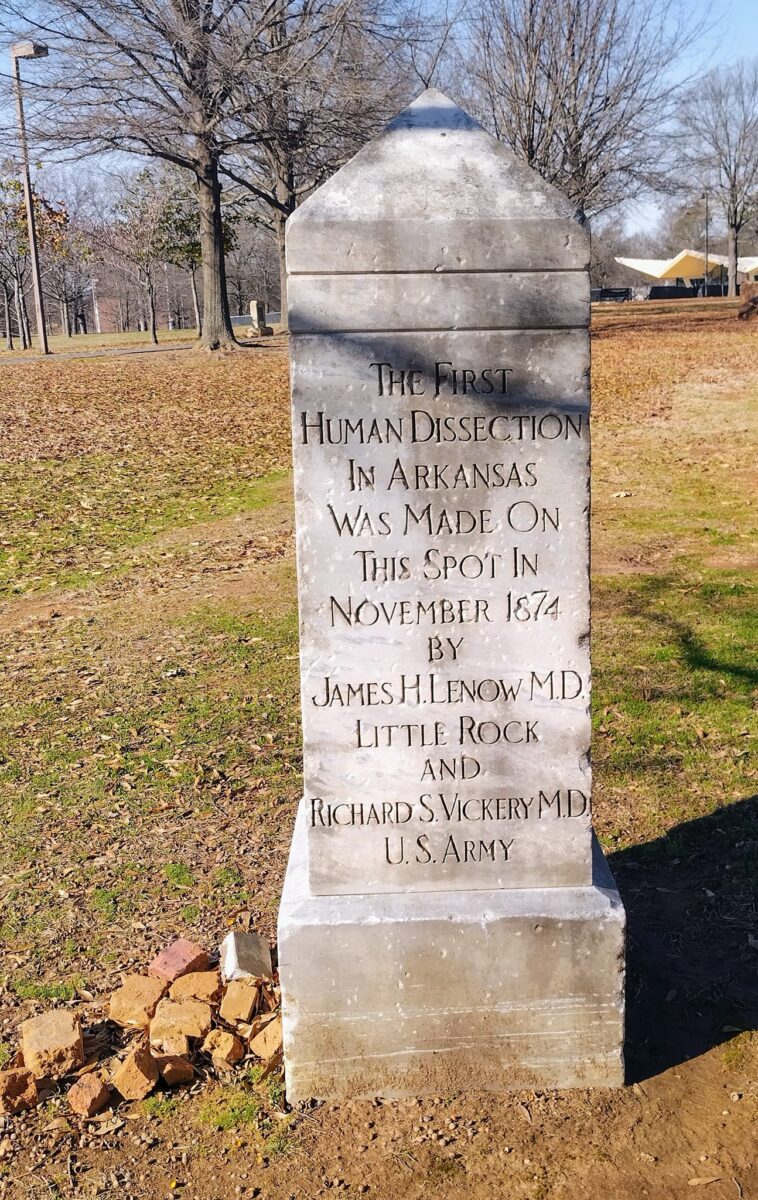 The First
Human Dissection
In Arkansas
Was Made On
This Spot In
November 1874
By
James H. Lenow M.D.
Little Rock
And
Richard S. Vickery M.D.
U.S. Army